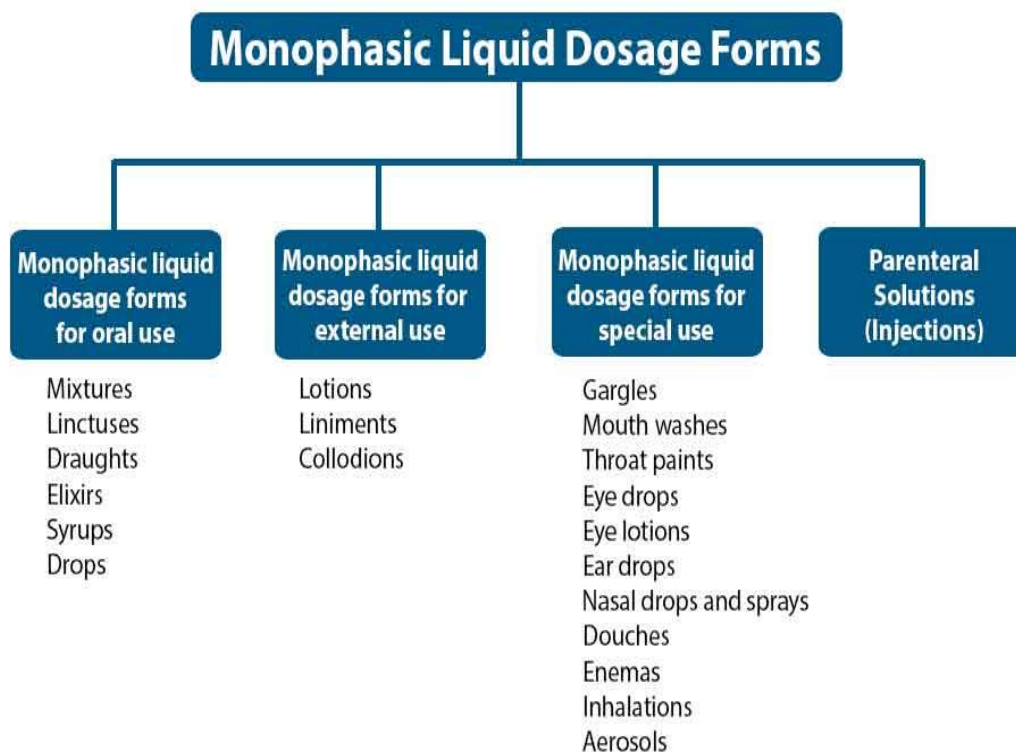 Monophasic Liquid Dosage Forms
Monophasic liquid
dosage forms
for oral use
Mixtures
Linctuses
Draughts
Elixirs
Syrups
Drops
Monophasic liquid
dosage forms for
external use
Lotions
Liniments
Collodions
Monophasic liquid
dosage forms for
special use
Gargles
Mouth washes
Throat paints
Eye drops
Eye lotions
Ear drops
Nasal drops and sprays
Douches
Enemas
Inhalations
Aerosols
Parenteral
Solutions
(Injections)